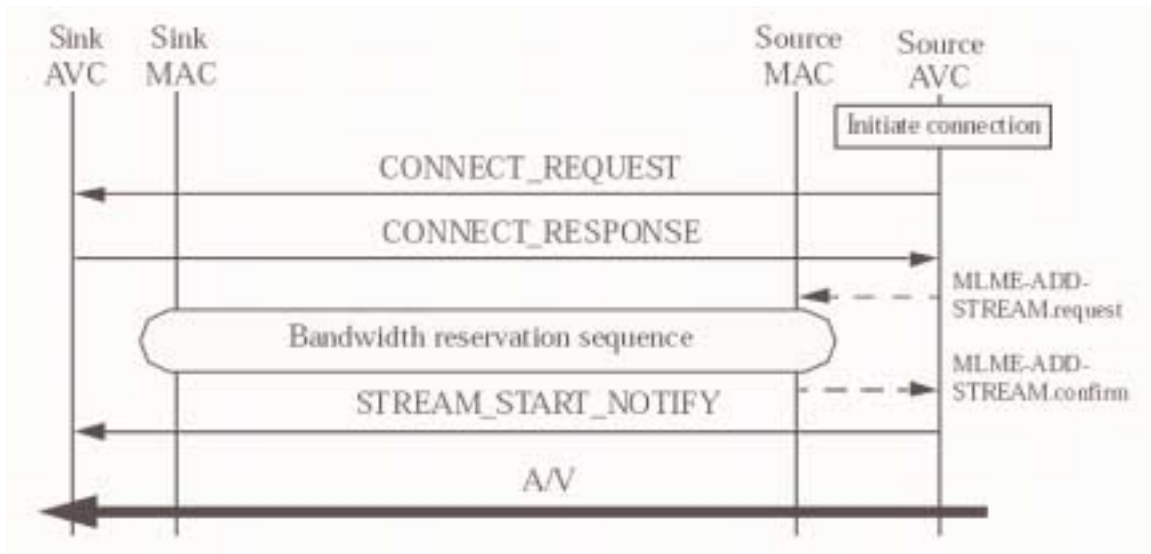 Sink
AVC
Sink
MAC
Source
MAC
Source
AVC
Initiate connection
CONNECT_REQUEST
CONNECT_RESPONSE
MLME-ADD-
STREAM.request
Bandwidth reservation sequence
MLME-ADD-
STREAM.confirm
STREAM_START_NOTIFY
A/V